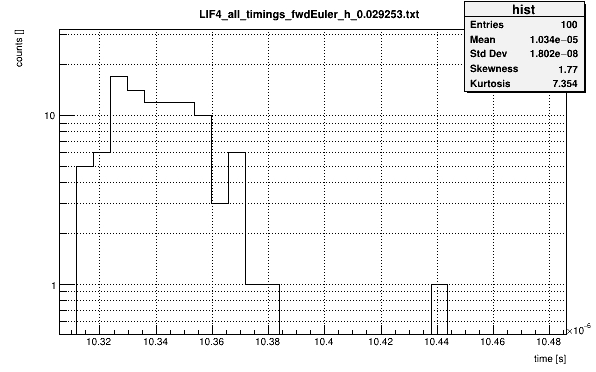 LIF4_all_timings_fwdEuler_h_0.029253.txt
hist
Entries 100
Mean 1.034e−05
Std Dev 1.802e−08
Skewness 1.77
Kurtosis 7.354
counts []
10
1
10.32 10.34 10.36 10.38 10.4 10.42 10.44 10.46 10.48
×10⁻⁶
time [s]